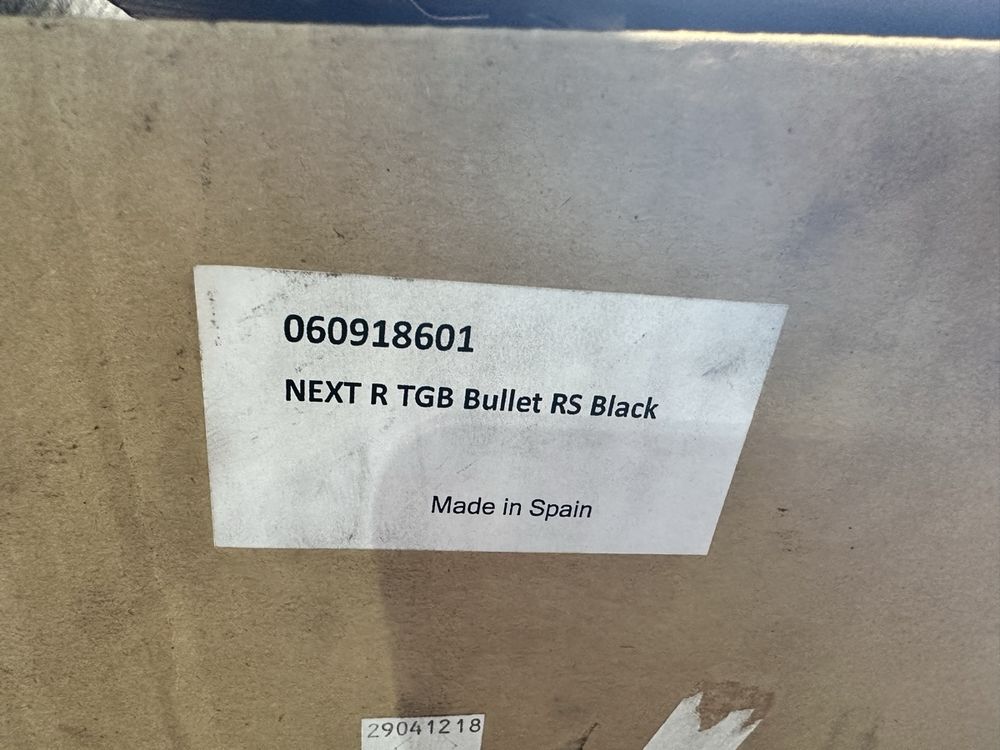 060918601
NEXT R TGB Bullet RS Black
Made in Spain
29041218